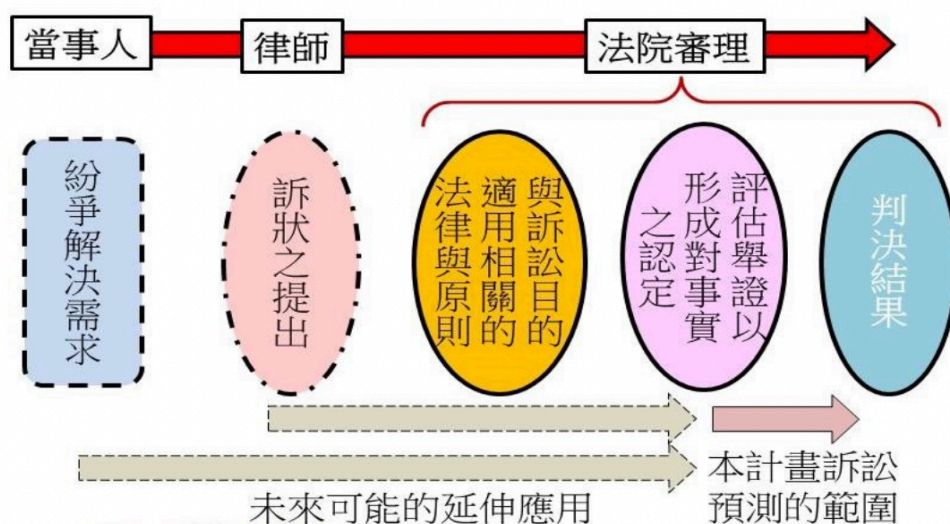 當事人
律師
法院審理
紛爭解決需求
訴狀之提出
與訴訟目的
適用相關的
法律與原則
評估舉證以
形成對事實
之認定
判決結果
未來可能的延伸應用
本計畫訴訟
預測的範圍